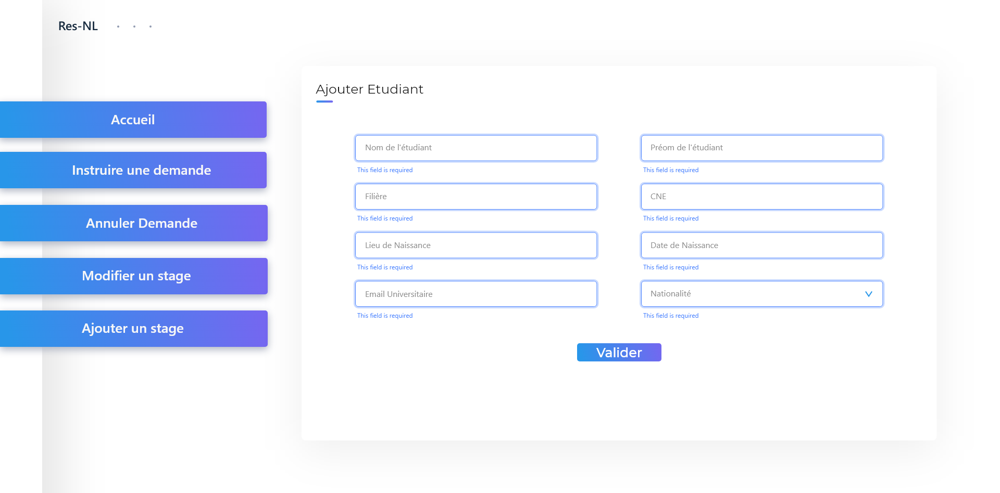 Res-NL
Accueil
Instruire une demande
Annuler Demande
Modifier un stage
Ajouter un stage
Ajouter Etudiant
Nom de l'étudiant
Préom de l'étudiant
This field is required
This field is required
Filière
CNE
This field is required
This field is required
Lieu de Naissance
Date de Naissance
This field is required
This field is required
Email Universitaire
Nationalité
This field is required
This field is required
Valider